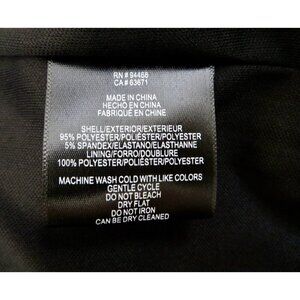 RN # 94466
CA # 63671
MADE IN CHINA
HECHO EN CHINA
FABRIQUÉ EN CHINE
SHELL/EXTERIOR/EXTERIEUR
95% POLYESTER/POLIÉSTER/POLYESTER
5% SPANDEX/ELASTANO/ELASTHANNE
LINING/FORRO/DOUBLURE
100% POLYESTER/POLIÉSTER/POLYESTER
MACHINE WASH COLD WITH LIKE COLORS
GENTLE CYCLE
DO NOT BLEACH
DRY FLAT
DO NOT IRON
CAN BE DRY CLEANED